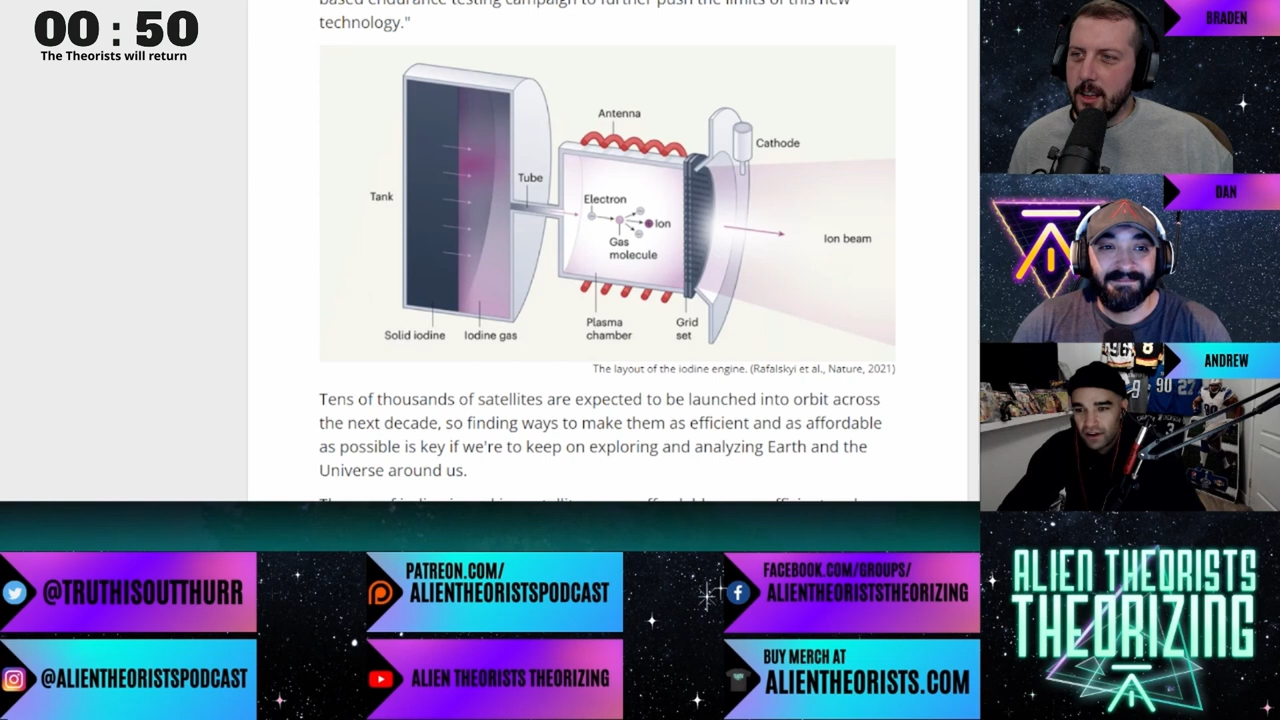 00 : 50
The Theorists will return
technology."
Antenna
Cathode
Tube
Tank
Electron
Ion
Gas
molecule
Ion beam
Solid iodine
Iodine gas
Plasma
chamber
Grid
set
The layout of the iodine engine. (Rafalskyi et al., Nature, 2021)
Tens of thousands of satellites are expected to be launched into orbit across
the next decade, so finding ways to make them as efficient and as affordable
as possible is key if we're to keep on exploring and analyzing Earth and the
Universe around us.
BRADEN
DAN
ANDREW
90
27
@TRUTHISOUTTHURR
PATREON.COM/
ALIENTHEORISTSPODCAST
FACEBOOK.COM/GROUPS/
ALIENTHEORISTSTHEORIZING
@ALIENTHEORISTSPODCAST
ALIEN THEORISTS THEORIZING
BUY MERCH AT
ALIENTHEORISTS.COM
ALIEN THEORISTS
THEORIZING